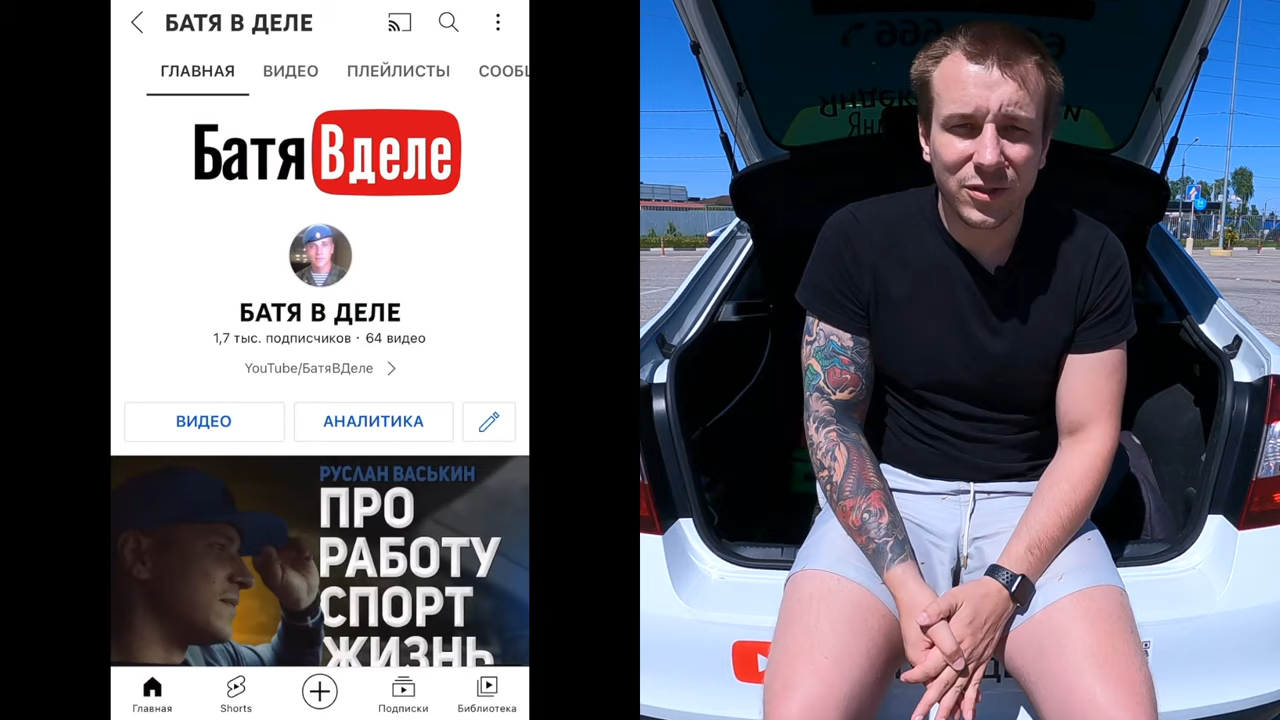 БАТЯ В ДЕЛЕ
ГЛАВНАЯ ВИДЕО ПЛЕЙЛИСТЫ СООБЩ
Батя Вделе
БАТЯ В ДЕЛЕ
1,7 тыс. подписчиков · 64 видео
YouTube/БатяВДеле
ВИДЕО АНАЛИТИКА
РУСЛАН ВАСЬКИН
ПРО
РАБОТУ
СПОРТ
ЖИЗНЬ
Главная Shorts Подписки Библиотека